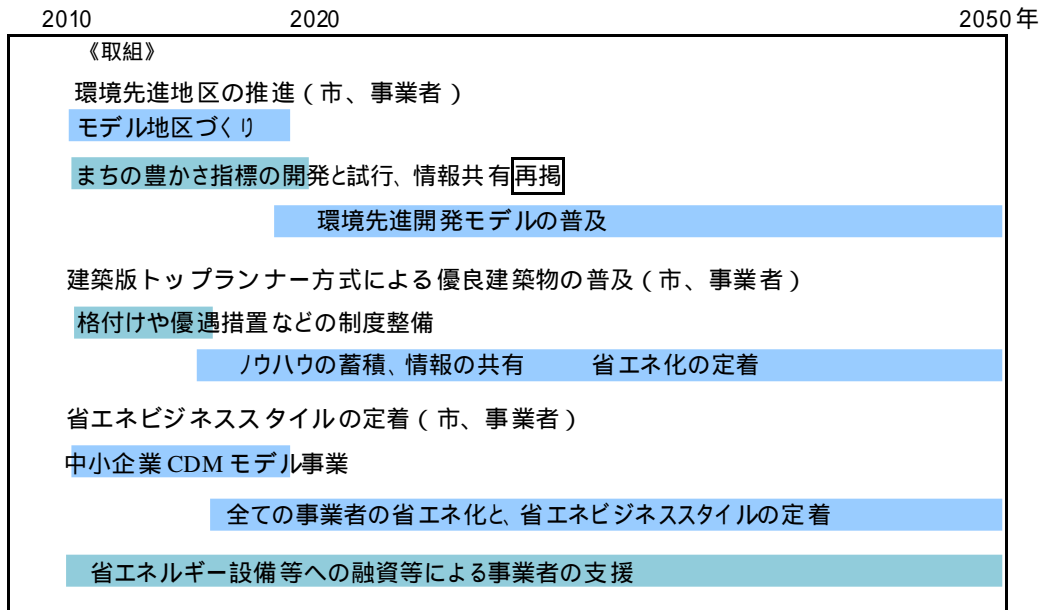 2010 2020 2050年
《取組》
環境先進地区の推進（市、事業者）
モデル地区づくり
まちの豊かさ指標の開発と試行、情報共有 再掲
環境先進開発モデルの普及
建築版トップランナー方式による優良建築物の普及（市、事業者）
格付けや優遇措置などの制度整備
ノウハウの蓄積、情報の共有 省エネ化の定着
省エネビジネススタイルの定着（市、事業者）
中小企業CDMモデル事業
全ての事業者の省エネ化と、省エネビジネススタイルの定着
省エネルギー設備等への融資等による事業者の支援